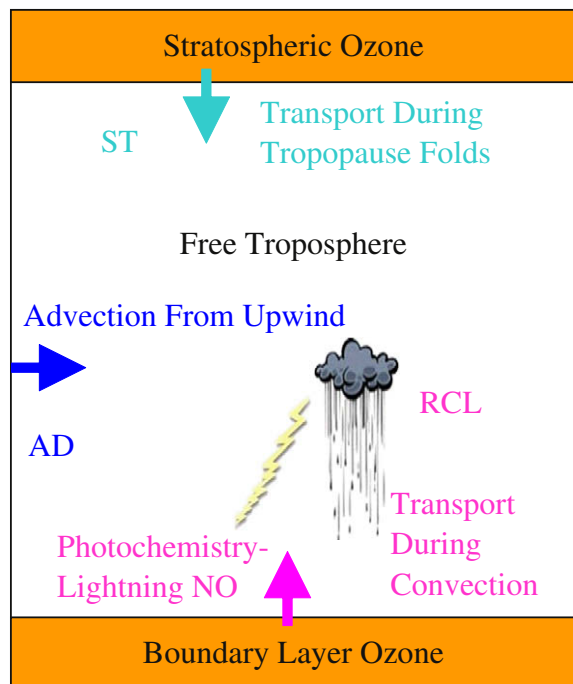 Stratospheric Ozone
ST
Transport During
Tropopause Folds
Free Troposphere
Advection From Upwind
RCL
AD
Transport
During
Convection
Photochemistry-
Lightning NO
Boundary Layer Ozone